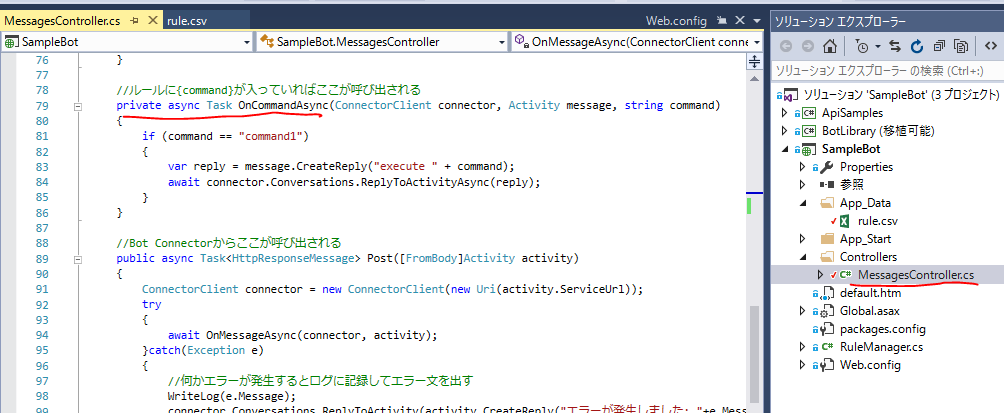 MessagesController.cs
rule.csv
Web.config
SampleBot
SampleBot.MessagesController
OnMessageAsync(ConnectorClient conne
76 }
77
78 //ルールに{command}が入っていればここが呼び出される
79 private async Task OnCommandAsync(ConnectorClient connector, Activity message, string command)
80 {
81 if (command == "command1")
82 {
83 var reply = message.CreateReply("execute " + command);
84 await connector.Conversations.ReplyToActivityAsync(reply);
85 }
86 }
87
88 //Bot Connectorからここが呼び出される
89 public async Task<HttpResponseMessage> Post([FromBody]Activity activity)
90 {
91 ConnectorClient connector = new ConnectorClient(new Uri(activity.ServiceUrl));
92 try
93 {
94 await OnMessageAsync(connector, activity);
95 }catch(Exception e)
96 {
97 //何かエラーが発生するとログに記録してエラー文を出す
98 WriteLog(e.Message);
99 connector.Conversations.ReplyToActivity(activity.CreateReply("エラーが発生しました: "+e.Mess
ソリューション エクスプローラー
ソリューション エクスプローラー の検索 (Ctrl+:)
ソリューション 'SampleBot' (3 プロジェクト)
ApiSamples
BotLibrary (移植可能)
SampleBot
Properties
参照
App_Data
rule.csv
App_Start
Controllers
MessagesController.cs
default.htm
Global.asax
packages.config
RuleManager.cs
Web.config